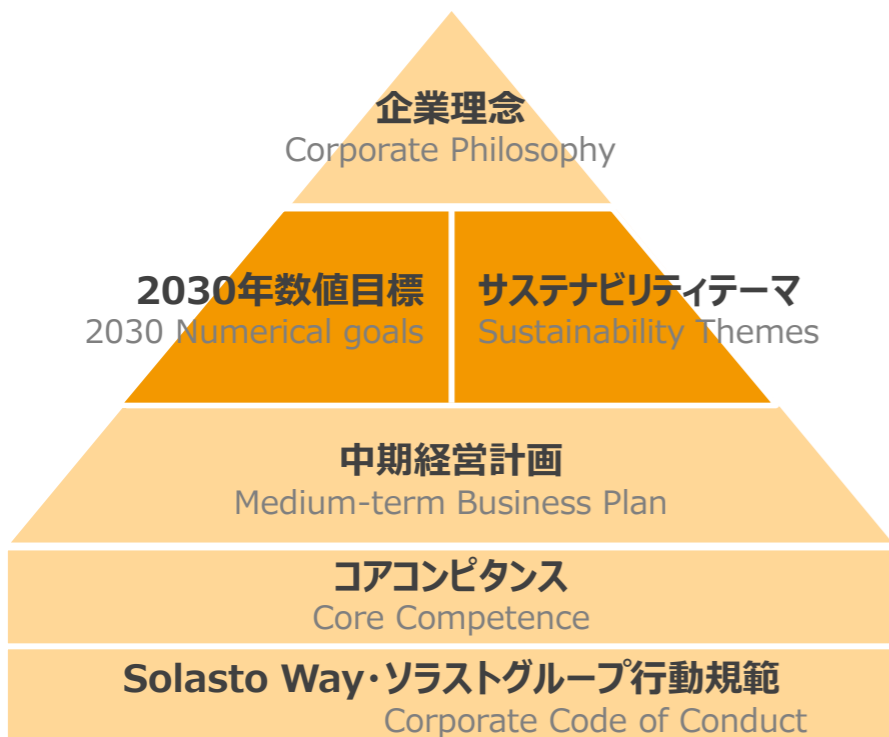 企業理念
Corporate Philosophy
2030年数値目標
2030 Numerical goals
サステナビリティテーマ
Sustainability Themes
中期経営計画
Medium-term Business Plan
コアコンピタンス
Core Competence
Solasto Way・ソラストグループ行動規範
Corporate Code of Conduct